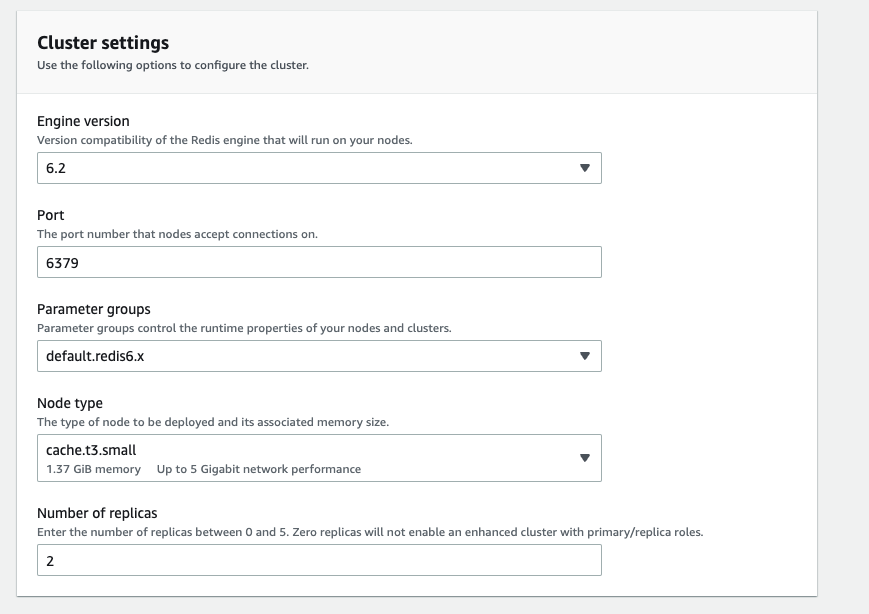 Cluster settings
Use the following options to configure the cluster.
Engine version
Version compatibility of the Redis engine that will run on your nodes.
6.2
Port
The port number that nodes accept connections on.
6379
Parameter groups
Parameter groups control the runtime properties of your nodes and clusters.
default.redis6.x
Node type
The type of node to be deployed and its associated memory size.
cache.t3.small
1.37 GiB memory Up to 5 Gigabit network performance
Number of replicas
Enter the number of replicas between 0 and 5. Zero replicas will not enable an enhanced cluster with primary/replica roles.
2